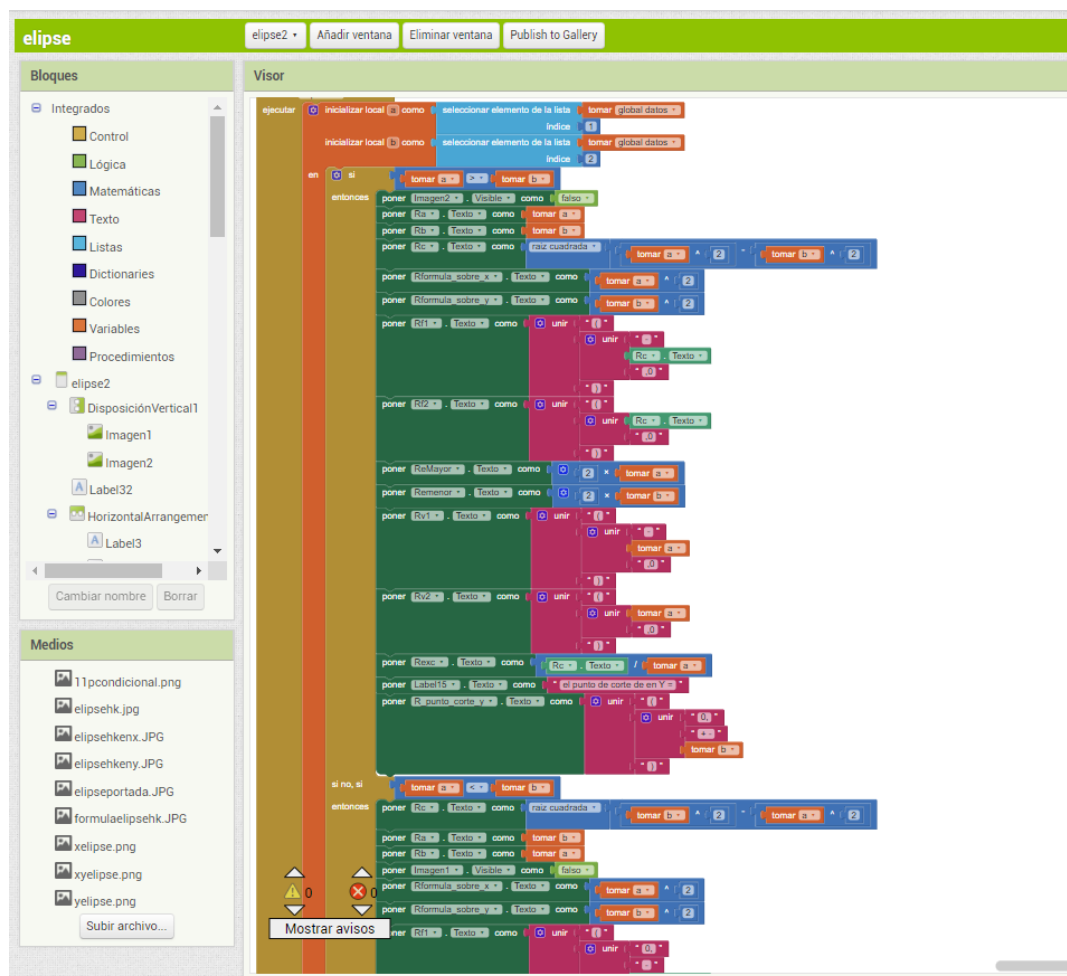 elipse
elipse2 Añadir ventana Eliminar ventana Publish to Gallery
Bloques
Integrados
Control
Lógica
Matemáticas
Texto
Listas
Dictionaries
Colores
Variables
Procedimientos
elipse2
DisposiciónVertical1
Imagen1
Imagen2
Label32
HorizontalArrangemen
Label3
Cambiar nombre Borrar
Medios
11pcondicional.png
elipsehk.jpg
elipsehkenx.JPG
elipsehkeny.JPG
elipseportada.JPG
formulaelipsehk.JPG
xelipse.png
xyelipse.png
yelipse.png
Subir archivo...
Visor
ejecutar inicializar local a como seleccionar elemento de la lista tomar global datos
índice 1
inicializar local b como seleccionar elemento de la lista tomar global datos
índice 2
en si tomar a > tomar b
entonces poner Imagen2 . Visible como falso
poner Ra . Texto como tomar a
poner Rb . Texto como tomar b
poner Rc . Texto como raíz cuadrada tomar a ^ 2 - tomar b ^ 2
poner Rformula_sobre_x . Texto como tomar a ^ 2
poner Rformula_sobre_y . Texto como tomar b ^ 2
poner Rf1 . Texto como unir " ( "
unir " - "
Rc . Texto
" ,0 "
" ) "
poner Rf2 . Texto como unir " ( "
unir Rc . Texto
" ,0 "
" ) "
poner ReMayor . Texto como 2 × tomar a
poner Remenor . Texto como 2 × tomar b
poner Rv1 . Texto como unir " ( "
unir " - "
tomar a
" ,0 "
" ) "
poner Rv2 . Texto como unir " ( "
unir tomar a
" ,0 "
" ) "
poner Rexc . Texto como Rc . Texto / tomar a
poner Label15 . Texto como " el punto de corte de en Y = "
poner R_punto_corte_y . Texto como unir " ( "
unir " 0, "
" + - "
tomar b
" ) "
si no, si tomar a < tomar b
entonces poner Rc . Texto como raíz cuadrada tomar b ^ 2 - tomar a ^ 2
poner Ra . Texto como tomar b
poner Rb . Texto como tomar a
poner Imagen1 . Visible como falso
poner Rformula_sobre_x . Texto como tomar a ^ 2
poner Rformula_sobre_y . Texto como tomar b ^ 2
Rf1 . Texto como unir " ( "
unir " 0, "
" - "
0 0
Mostrar avisos